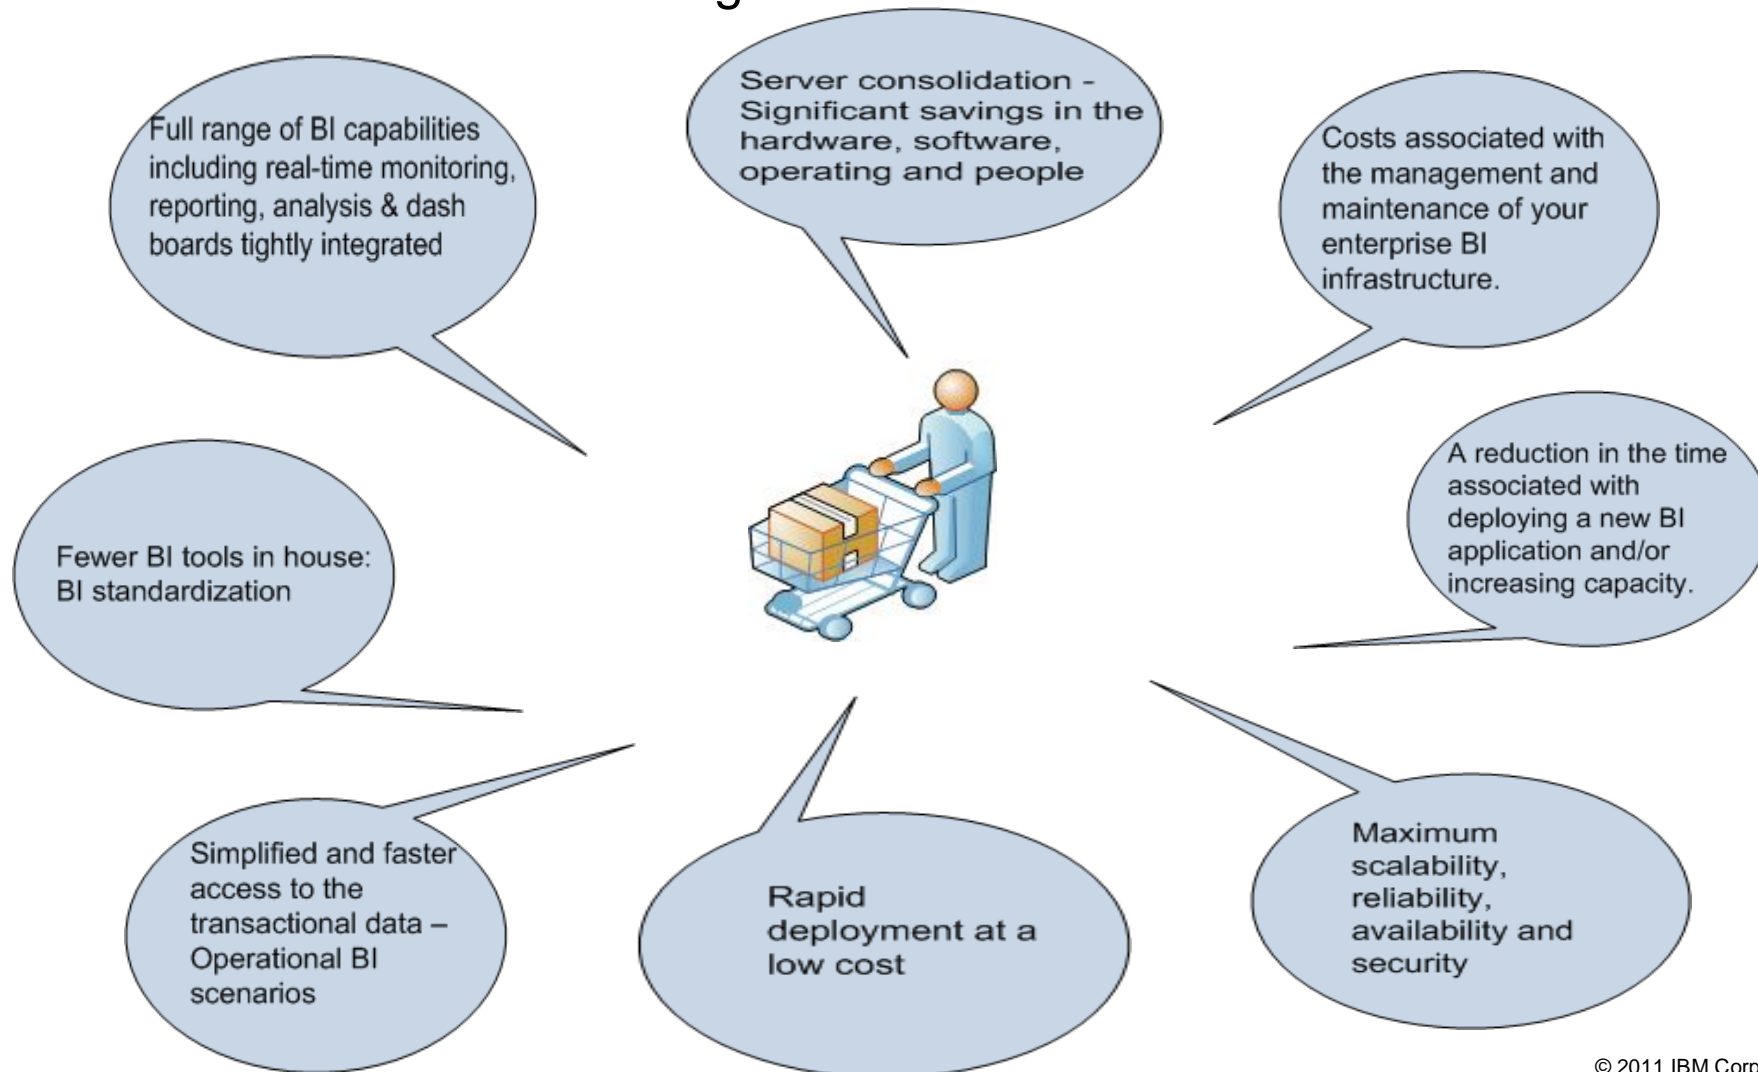 Server consolidation -
Significant savings in the
hardware, software,
operating and people
Full range of BI capabilities
including real-time monitoring,
reporting, analysis & dash
boards tightly integrated
Costs associated with
the management and
maintenance of your
enterprise BI
infrastructure.
A reduction in the time
associated with
deploying a new BI
application and/or
increasing capacity.
Fewer BI tools in house:
BI standardization
Simplified and faster
access to the
transactional data –
Operational BI
scenarios
Rapid
deployment at a
low cost
Maximum
scalability,
reliability,
availability and
security
© 2011 IBM Corp